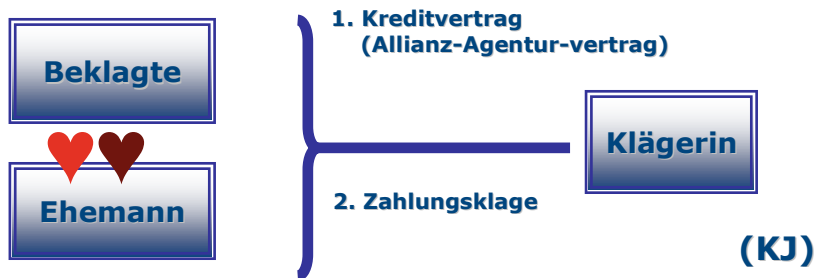 1. Kreditvertrag
(Allianz-Agentur-vertrag)
Beklagte
Klägerin
Ehemann
2. Zahlungsklage
(KJ)